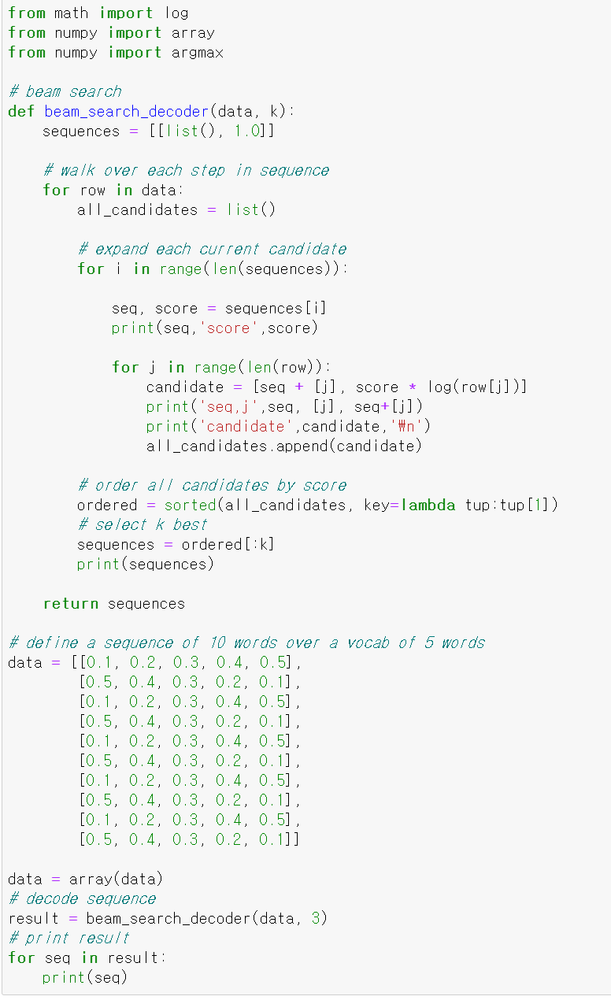 from math import log
from numpy import array
from numpy import argmax

# beam search
def beam_search_decoder(data, k):
    sequences = [[list(), 1.0]]

    # walk over each step in sequence
    for row in data:
        all_candidates = list()

        # expand each current candidate
        for i in range(len(sequences)):

            seq, score = sequences[i]
            print(seq,'score',score)

            for j in range(len(row)):
                candidate = [seq + [j], score * log(row[j])]
                print('seq,j',seq, [j], seq+[j])
                print('candidate',candidate,'₩n')
                all_candidates.append(candidate)

        # order all candidates by score
        ordered = sorted(all_candidates, key=lambda tup:tup[1])
        # select k best
        sequences = ordered[:k]
        print(sequences)

    return sequences

# define a sequence of 10 words over a vocab of 5 words
data = [[0.1, 0.2, 0.3, 0.4, 0.5],
        [0.5, 0.4, 0.3, 0.2, 0.1],
        [0.1, 0.2, 0.3, 0.4, 0.5],
        [0.5, 0.4, 0.3, 0.2, 0.1],
        [0.1, 0.2, 0.3, 0.4, 0.5],
        [0.5, 0.4, 0.3, 0.2, 0.1],
        [0.1, 0.2, 0.3, 0.4, 0.5],
        [0.5, 0.4, 0.3, 0.2, 0.1],
        [0.1, 0.2, 0.3, 0.4, 0.5],
        [0.5, 0.4, 0.3, 0.2, 0.1]]

data = array(data)
# decode sequence
result = beam_search_decoder(data, 3)
# print result
for seq in result:
    print(seq)